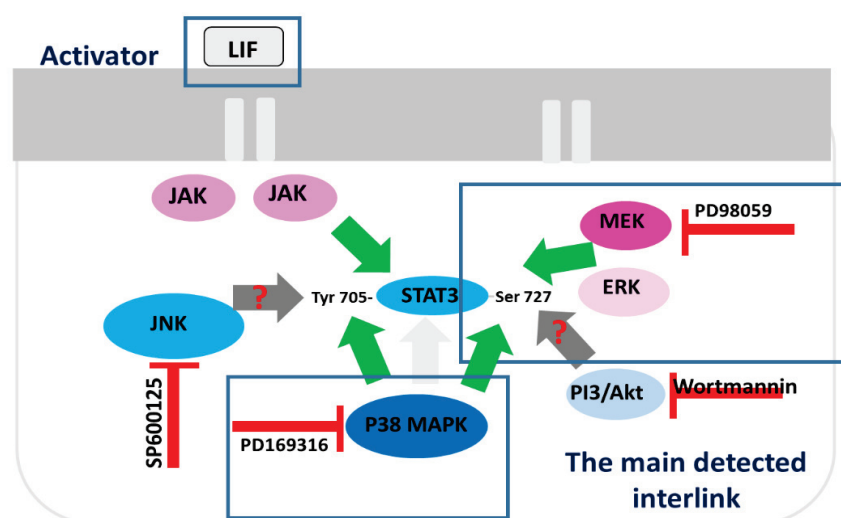 LIF
Activator
JAK
JAK
MEK
PD98059
Tyr 705-
STAT3
-Ser 727
ERK
?
JNK
?
SP600125
PI3/Akt
Wortmannin
P38 MAPK
PD169316
The main detected
interlink